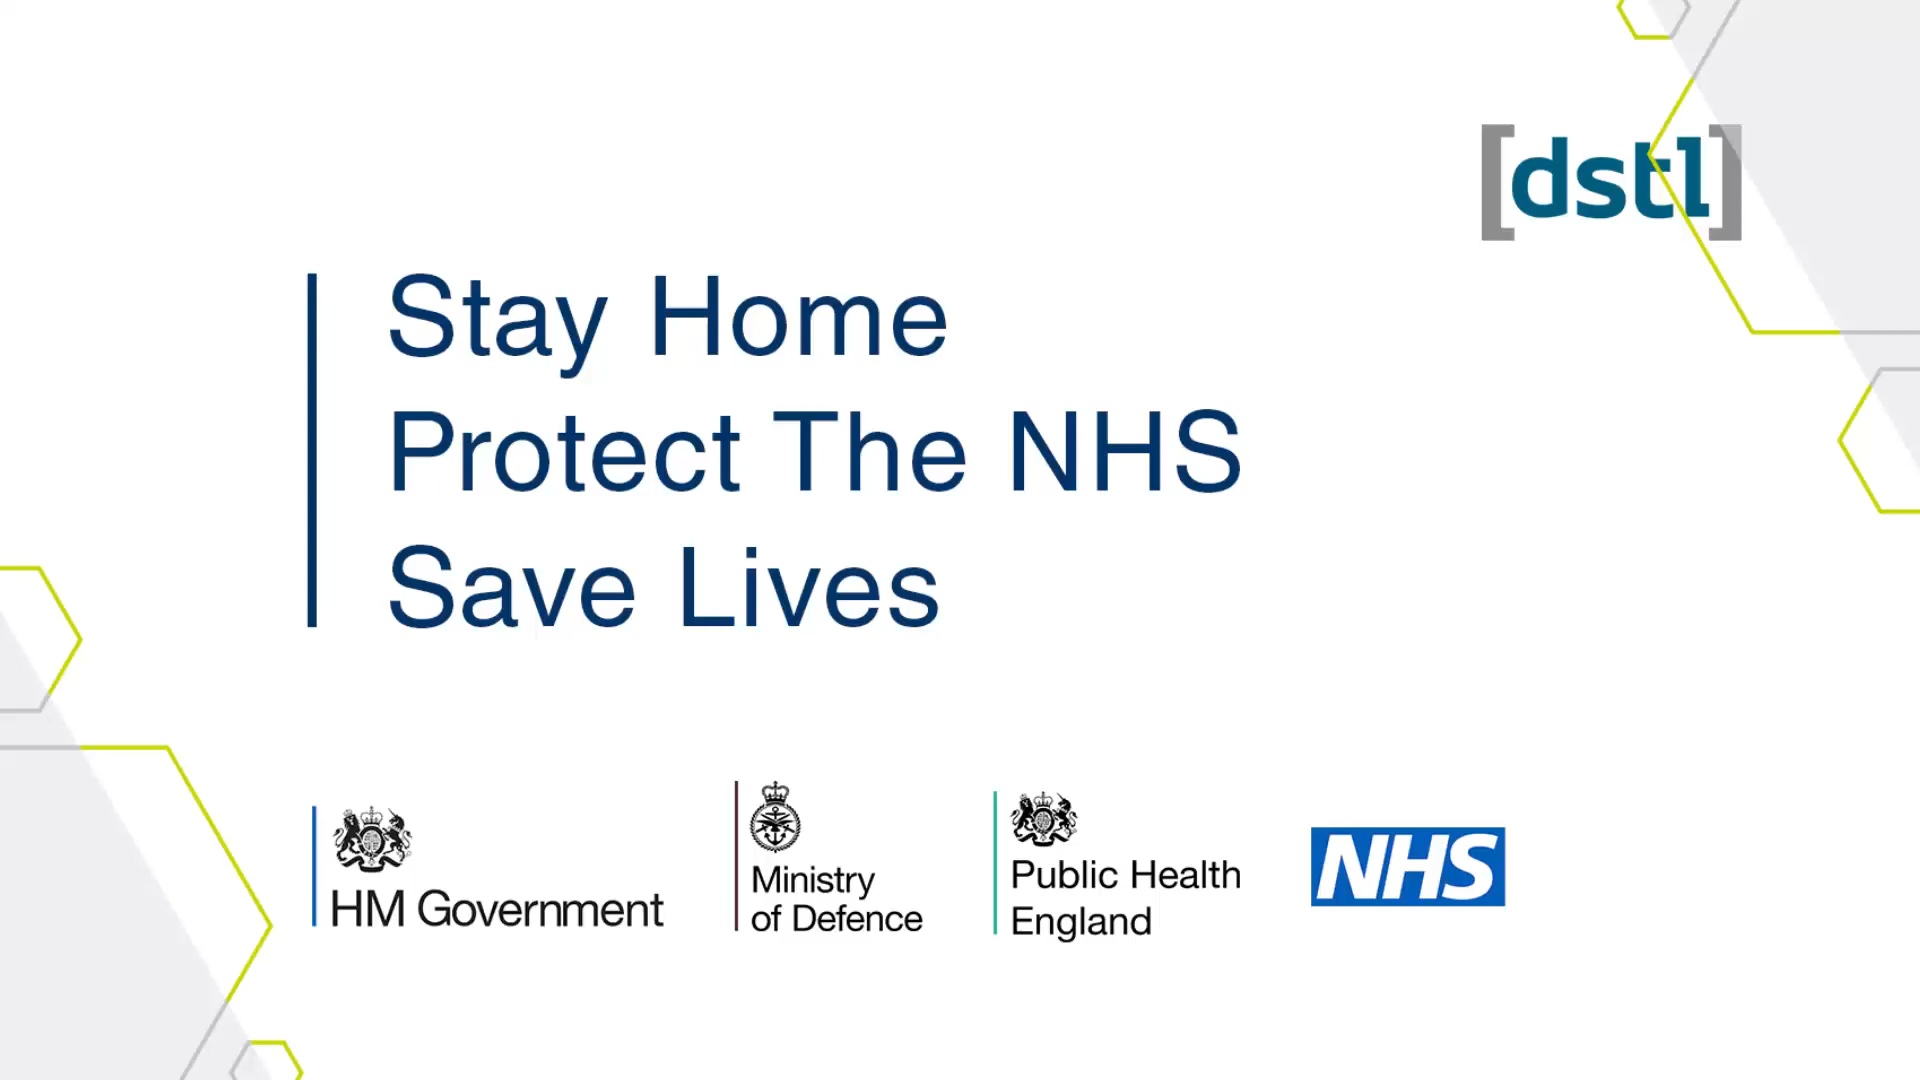 [dstl]
Stay Home
Protect The NHS
Save Lives
HM Government
Ministry
of Defence
Public Health
England
NHS